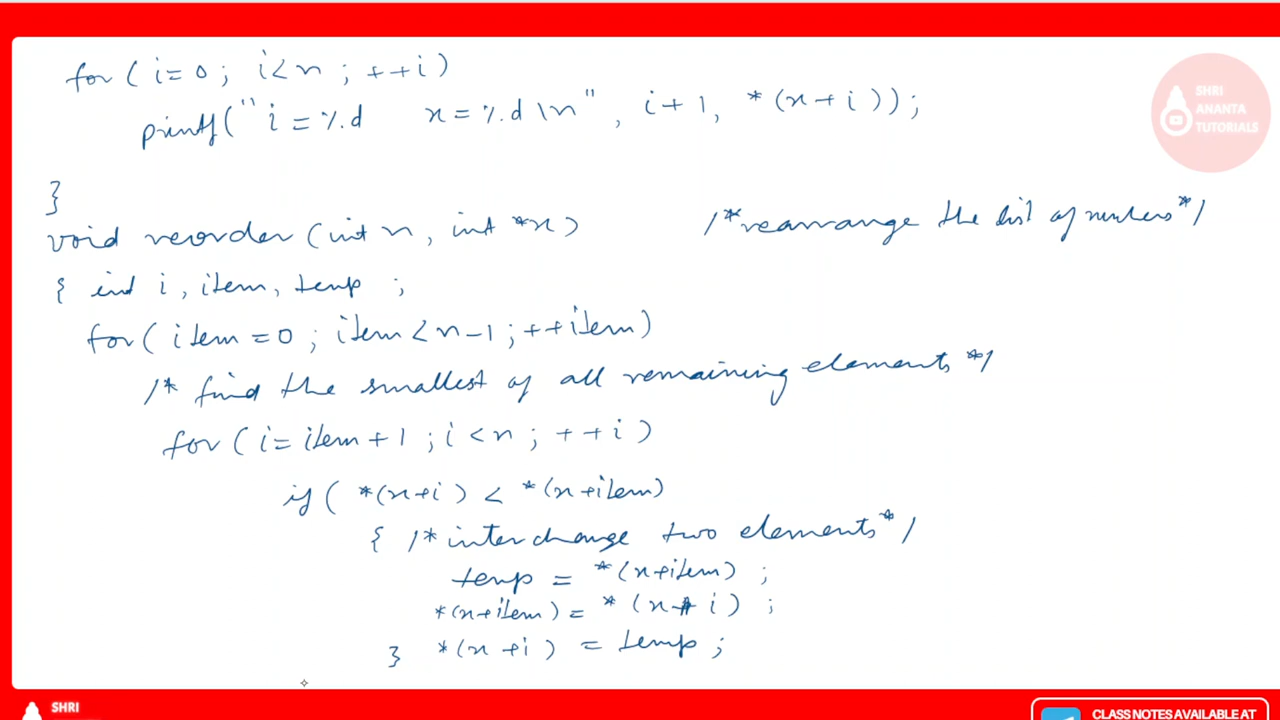 for ( i = 0 ; i < n ; ++i )
printf( " i = %d x = %d \n " , i + 1, *(x + i ));
}
void reorder (int n, int *x) /*rearrange the list of numbers*/
{ int i , item, temp ;
for ( item = 0 ; item < n - 1 ; ++item )
/* find the smallest of all remaining elements */
for ( i = item + 1 ; i < n ; ++i )
if ( *(x+i) < *(x+item)
{ /* interchange two elements */
temp = *(x+item) ;
*(x+item) = *(x+i) ;
} *(x+i) = temp ;
SHRI
ANANTA
TUTORIALS
SHRI
CLASS NOTES AVAILABLE AT